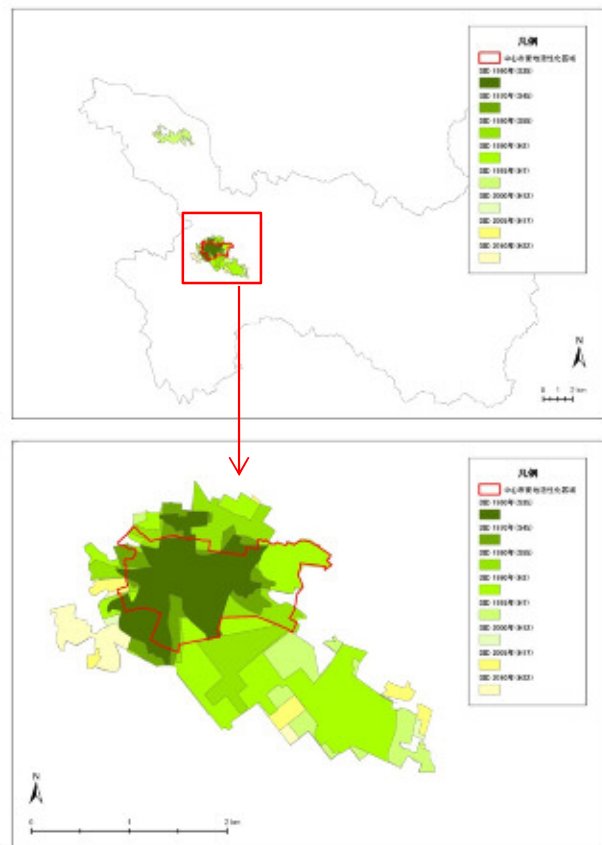 凡例
中心市街地活性化区域
DID 1960年(S35)
DID 1970年(S45)
DID 1980年(S55)
DID 1990年(H2)
DID 1995年(H7)
DID 2000年(H12)
DID 2005年(H17)
DID 2010年(H22)
N
0 1 2 km
凡例
中心市街地活性化区域
DID 1960年(S35)
DID 1970年(S45)
DID 1980年(S55)
DID 1990年(H2)
DID 1995年(H7)
DID 2000年(H12)
DID 2005年(H17)
DID 2010年(H22)
N
0 1 2 km